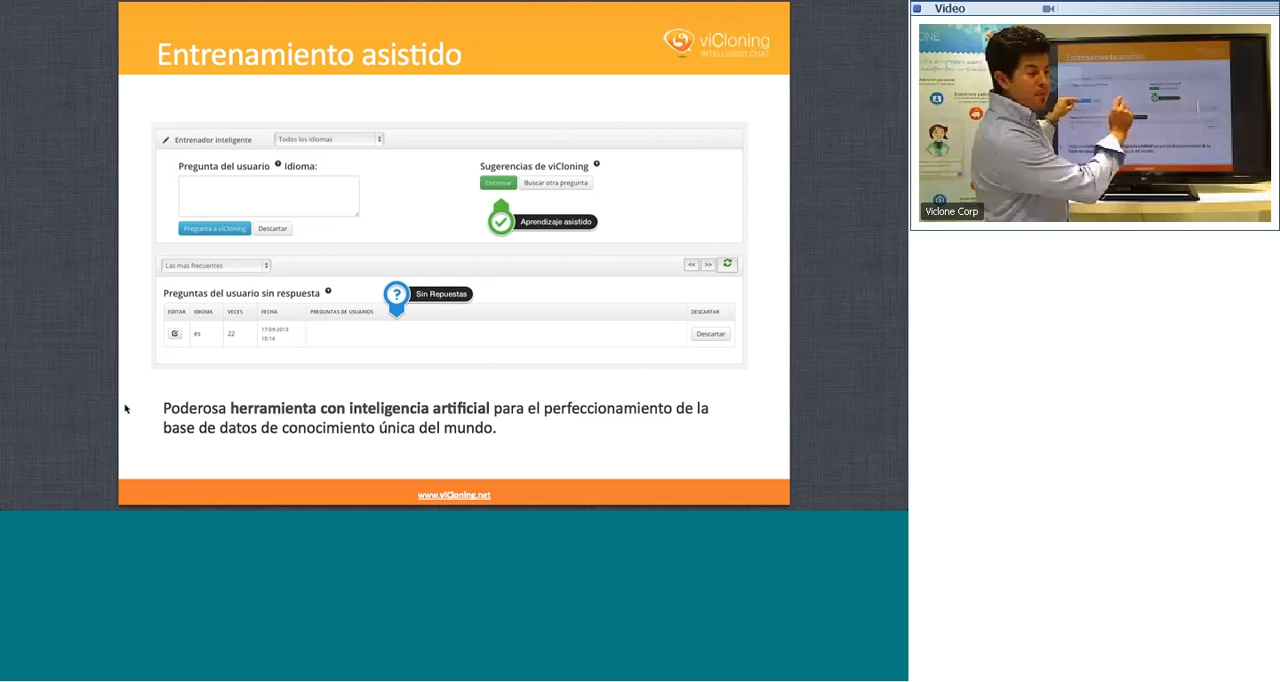 Entrenamiento asistido
viCloning
INTELLIGENT CHAT
Entrenador inteligente
Todos los idiomas
Pregunta del usuario
Idioma:
Sugerencias de viCloning
Entrenar
Buscar otra pregunta
Pregunta a viCloning
Descartar
Aprendizaje asistido
Las mas frecuentes
<<
>>
Preguntas del usuario sin respuesta
?
Sin Repuestas
EDITAR IDIOMA VECES FECHA PREGUNTAS DE USUARIOS DESCARTAR
es 22 17-09-2013
10:14
Descartar
Poderosa herramienta con inteligencia artificial para el perfeccionamiento de la
base de datos de conocimiento única del mundo.
www.viCloning.net
Video
Entrenamiento asistido
Viclone Corp